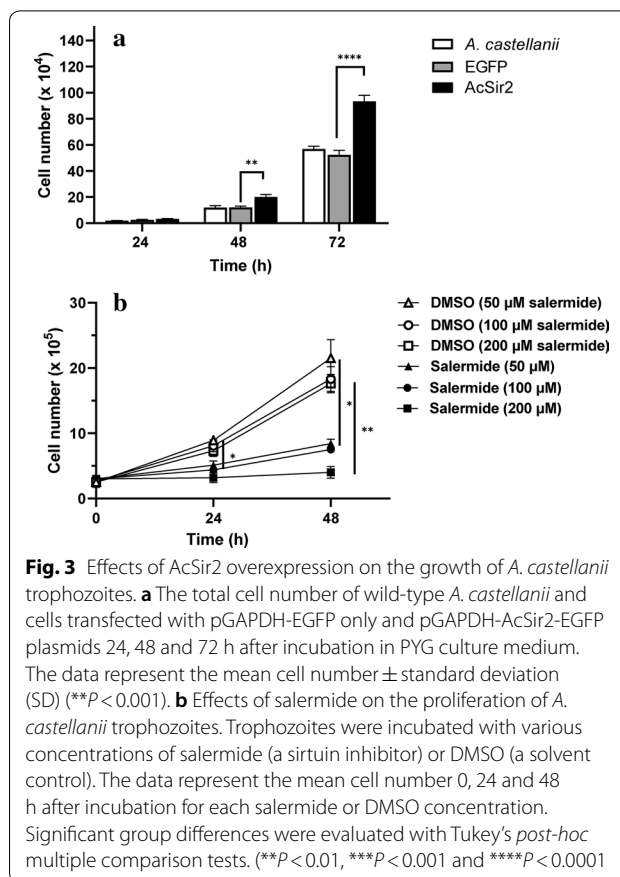 a
140
120
100
80
60
40
20
0
Cell number (x 10⁴)
A. castellanii
EGFP
AcSir2
**
****
24 48 72
Time (h)
b
30
20
10
0
Cell number (x 10⁵)
DMSO (50 μM salermide)
DMSO (100 μM salermide)
DMSO (200 μM salermide)
Salermide (50 μM)
Salermide (100 μM)
Salermide (200 μM)
*
*
**
0 24 48
Time (h)
Fig. 3 Effects of AcSir2 overexpression on the growth of A. castellanii
trophozoites. a The total cell number of wild-type A. castellanii and
cells transfected with pGAPDH-EGFP only and pGAPDH-AcSir2-EGFP
plasmids 24, 48 and 72 h after incubation in PYG culture medium.
The data represent the mean cell number ± standard deviation
(SD) (**P < 0.001). b Effects of salermide on the proliferation of A.
castellanii trophozoites. Trophozoites were incubated with various
concentrations of salermide (a sirtuin inhibitor) or DMSO (a solvent
control). The data represent the mean cell number 0, 24 and 48
h after incubation for each salermide or DMSO concentration.
Significant group differences were evaluated with Tukey's post-hoc
multiple comparison tests. (**P < 0.01, ***P < 0.001 and ****P < 0.0001